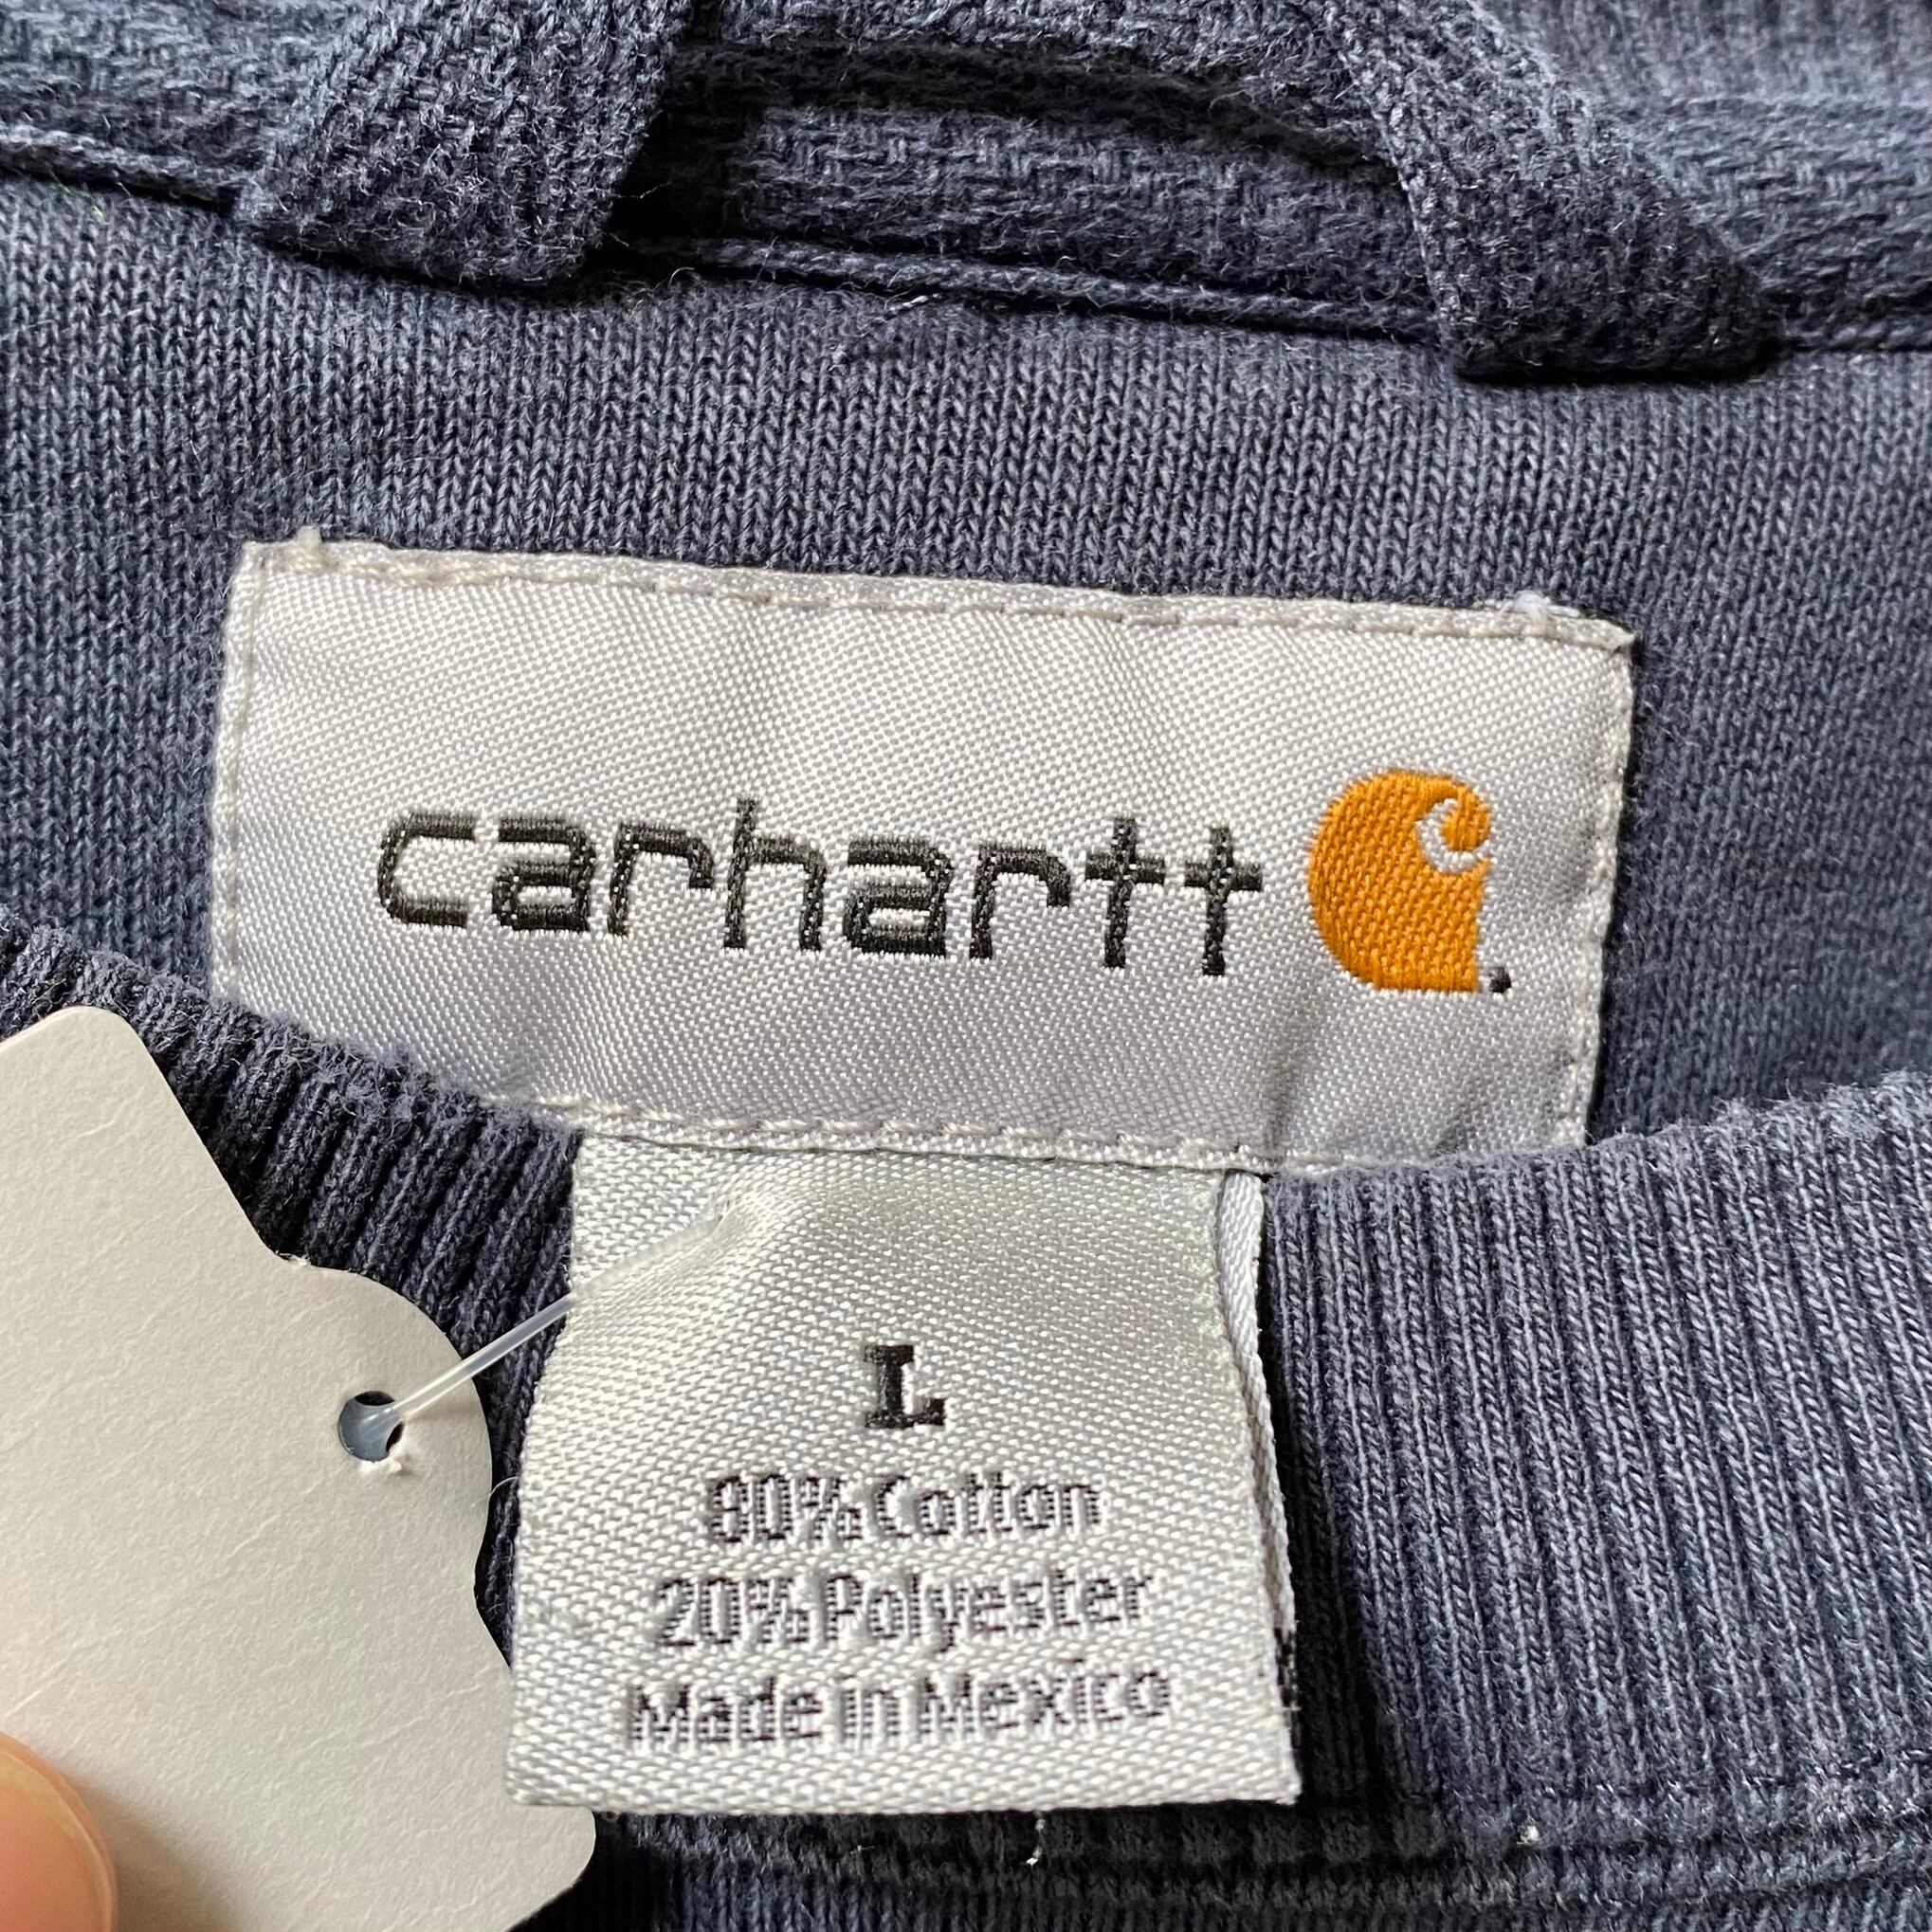 carhartt
L
80% Cotton
20% Polyester
Made in Mexico